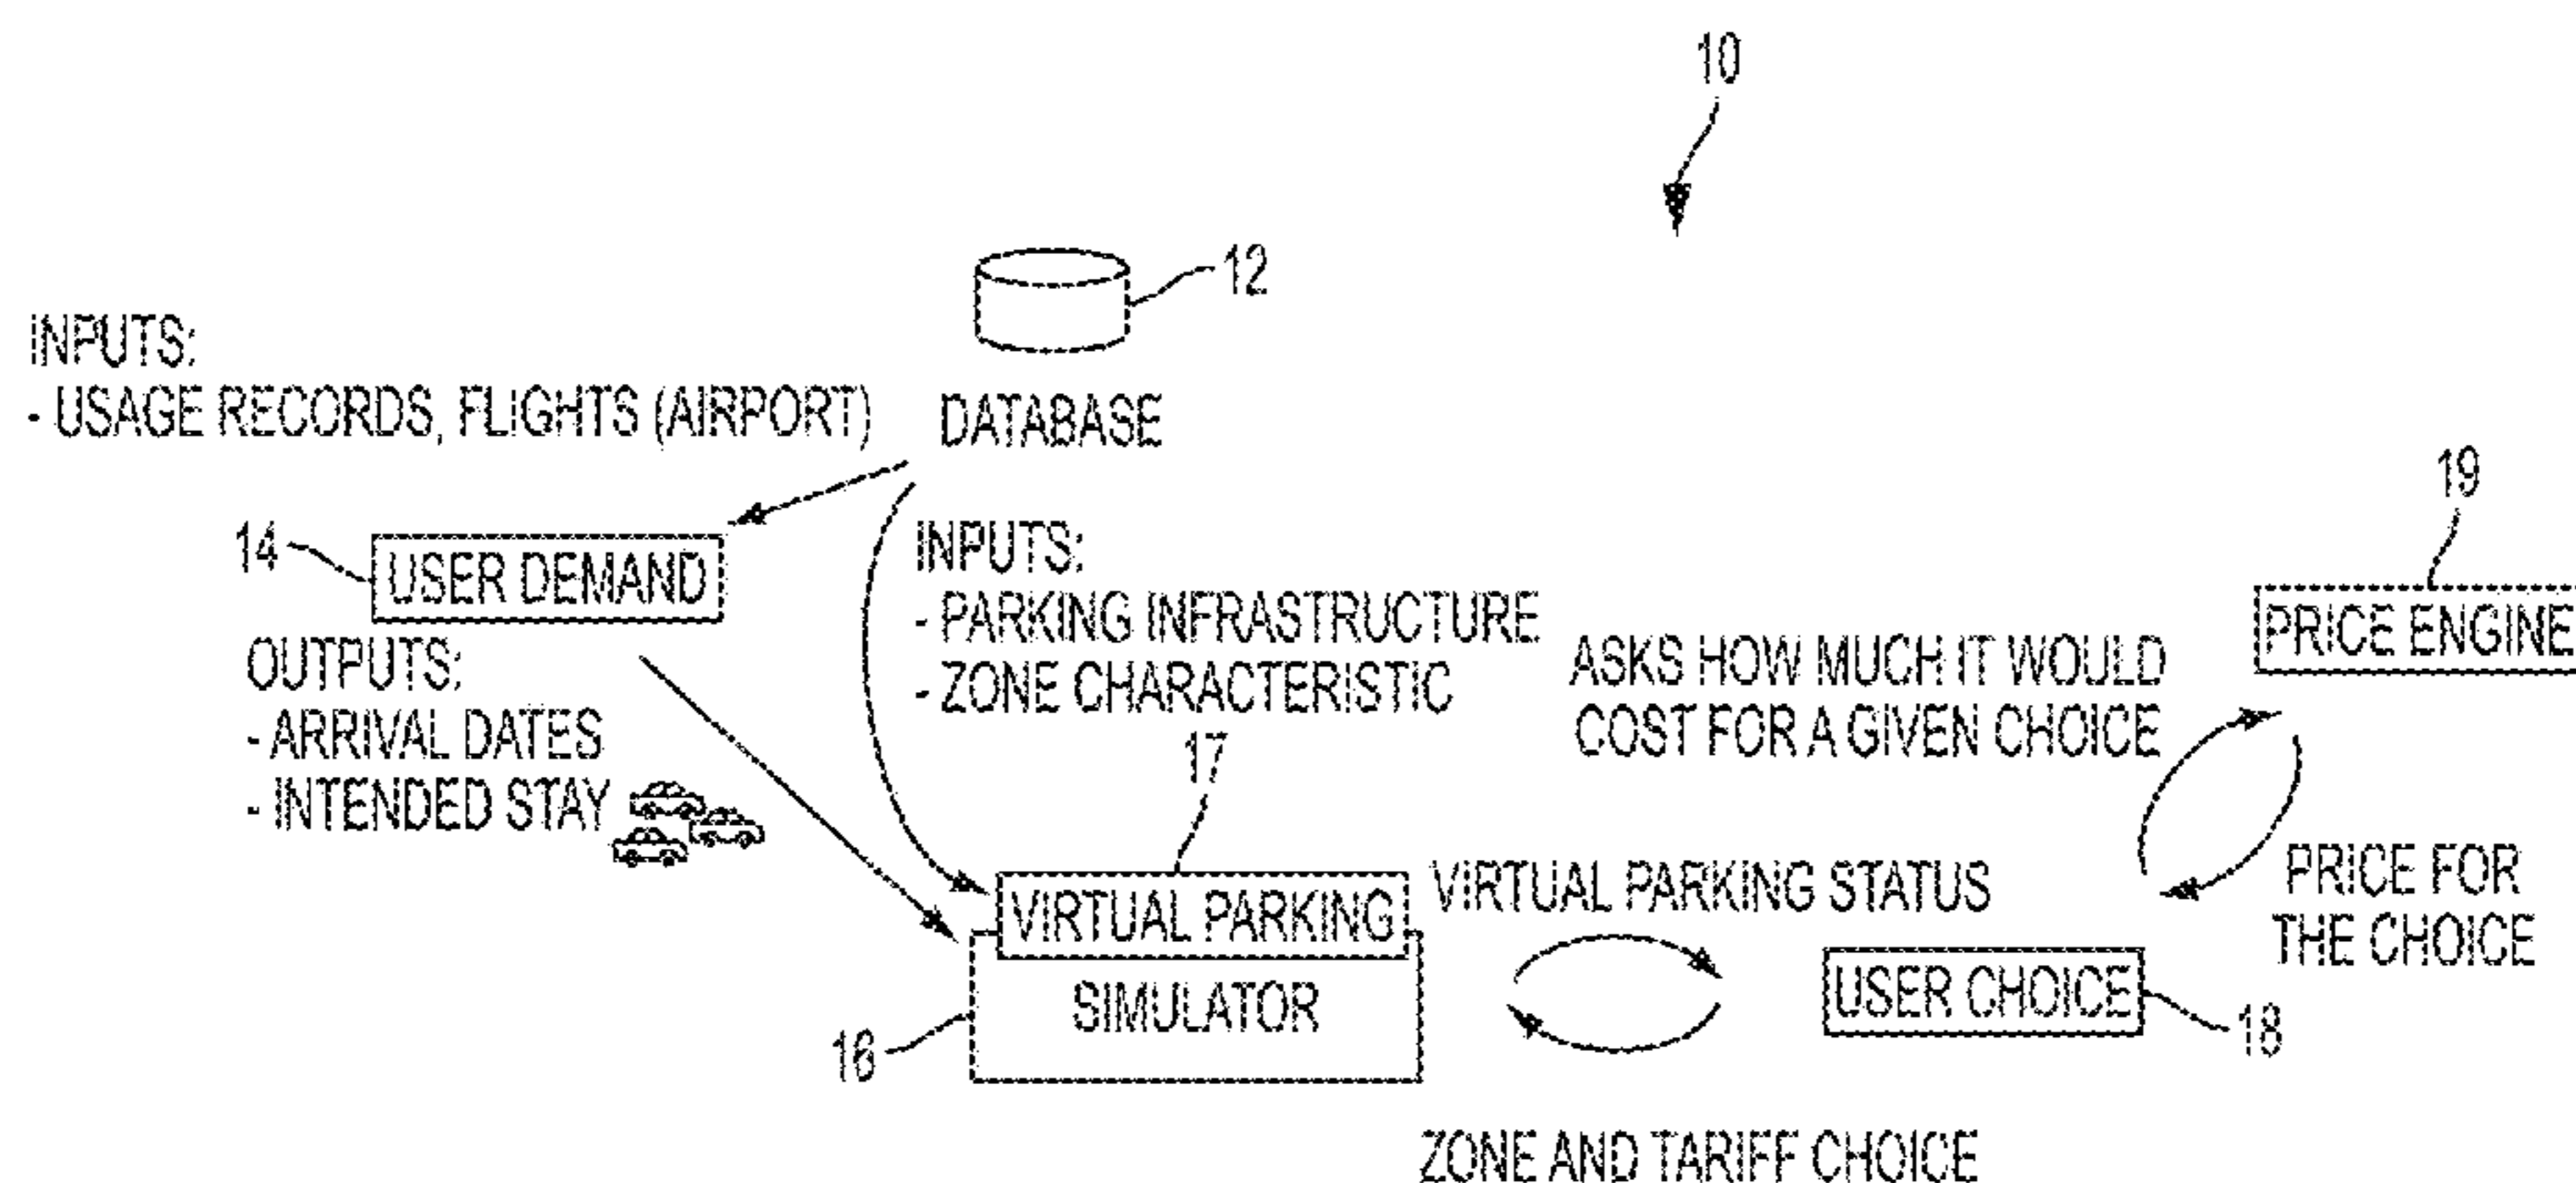 10
12
INPUTS:
- USAGE RECORDS, FLIGHTS (AIRPORT)
DATABASE
19
14
USER DEMAND
INPUTS:
- PARKING INFRASTRUCTURE
- ZONE CHARACTERISTIC
PRICE ENGINE
OUTPUTS:
- ARRIVAL DATES
- INTENDED STAY
ASKS HOW MUCH IT WOULD
COST FOR A GIVEN CHOICE
17
VIRTUAL PARKING
SIMULATOR
16
VIRTUAL PARKING STATUS
PRICE FOR
THE CHOICE
USER CHOICE
18
ZONE AND TARIFF CHOICE